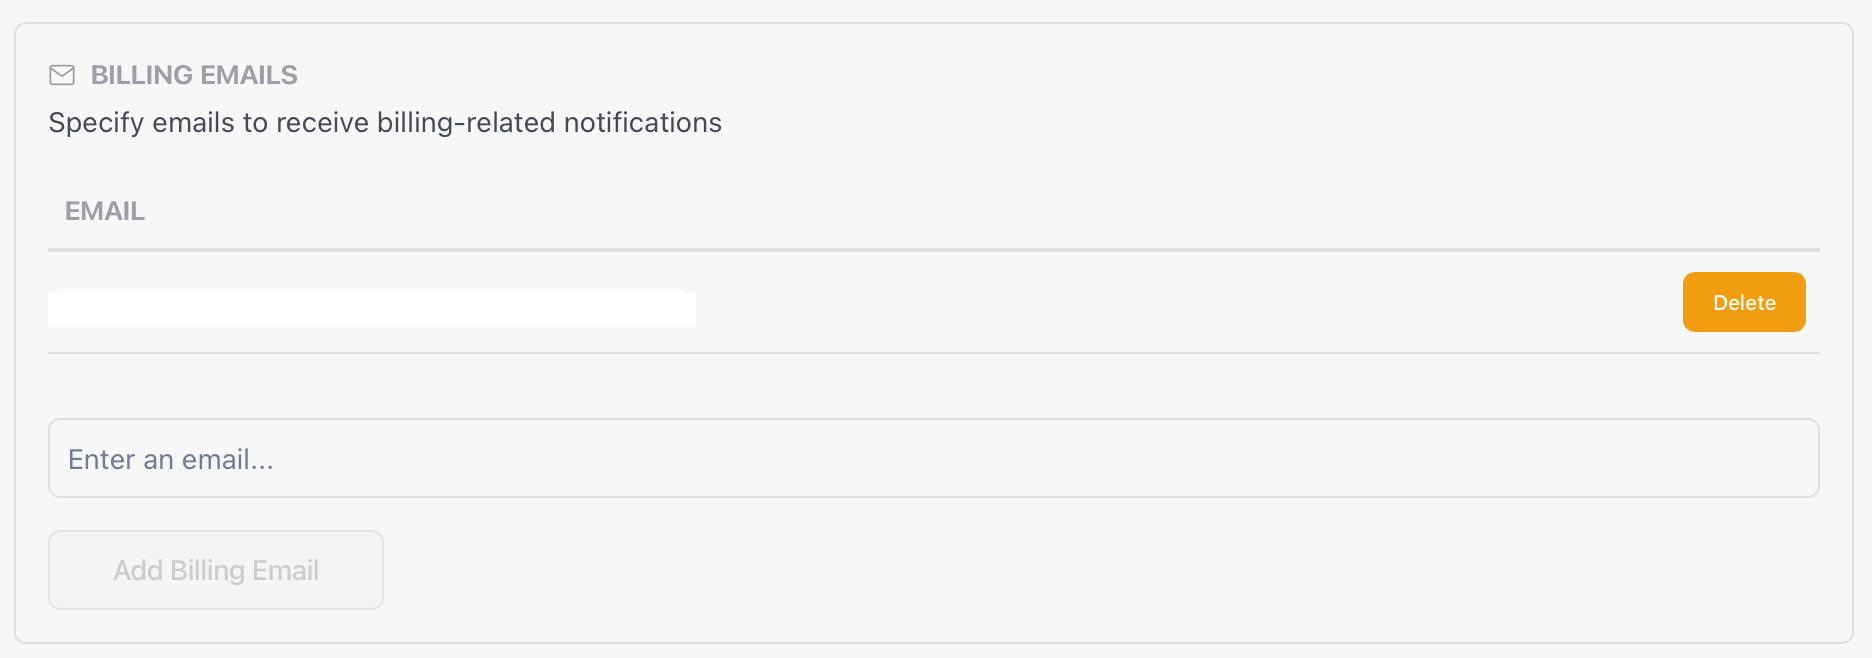 BILLING EMAILS
Specify emails to receive billing-related notifications
EMAIL
Delete
Enter an email...
Add Billing Email